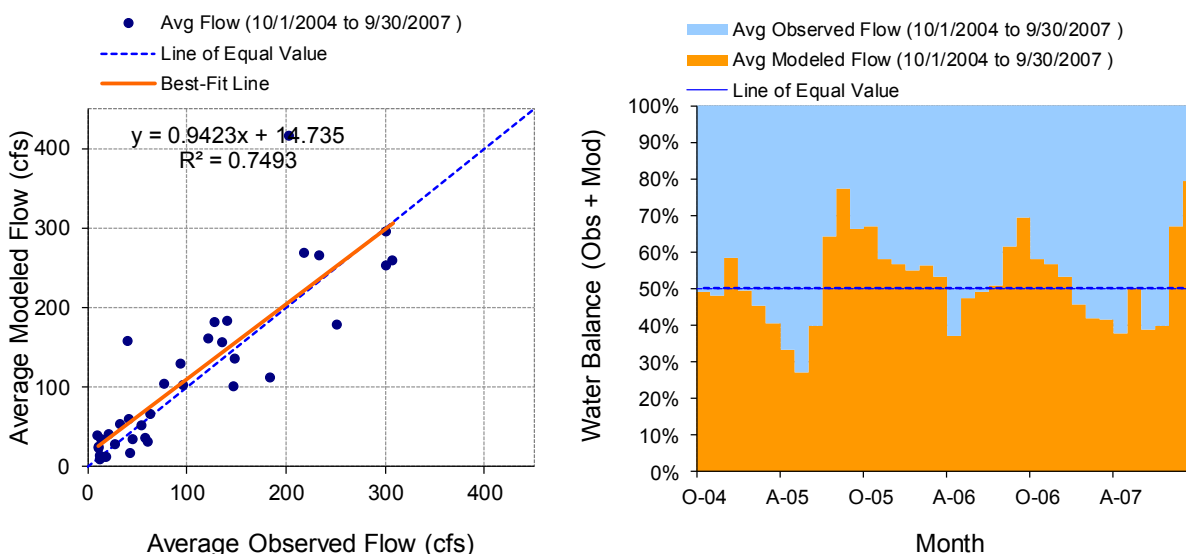 Avg Flow (10/1/2004 to 9/30/2007 )
Line of Equal Value
Best-Fit Line
y = 0.9423x + 14.735
R² = 0.7493
Average Modeled Flow (cfs)
400
300
200
100
0
0 100 200 300 400
Average Observed Flow (cfs)
Avg Observed Flow (10/1/2004 to 9/30/2007 )
Avg Modeled Flow (10/1/2004 to 9/30/2007 )
Line of Equal Value
Water Balance (Obs + Mod)
100%
90%
80%
70%
60%
50%
40%
30%
20%
10%
0%
O-04 A-05 O-05 A-06 O-06 A-07
Month